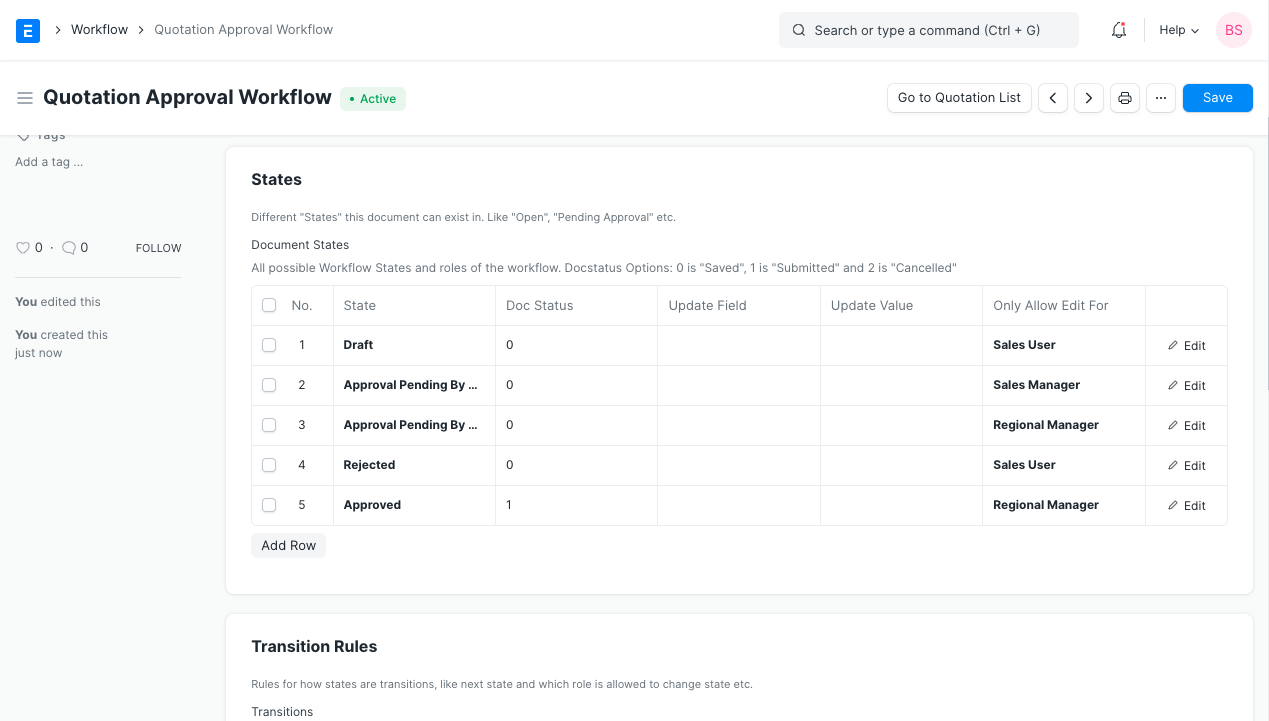 E Workflow Quotation Approval Workflow Search or type a command (Ctrl + G) Help BS
Quotation Approval Workflow Active Go to Quotation List ... Save
Tags
Add a tag ...
0 · 0 FOLLOW
You edited this
You created this
just now
States
Different "States" this document can exist in. Like "Open", "Pending Approval" etc.
Document States
All possible Workflow States and roles of the workflow. Docstatus Options: 0 is "Saved", 1 is "Submitted" and 2 is "Cancelled"
No. State Doc Status Update Field Update Value Only Allow Edit For
1 Draft 0 Sales User Edit
2 Approval Pending By ... 0 Sales Manager Edit
3 Approval Pending By ... 0 Regional Manager Edit
4 Rejected 0 Sales User Edit
5 Approved 1 Regional Manager Edit
Add Row
Transition Rules
Rules for how states are transitions, like next state and which role is allowed to change state etc.
Transitions